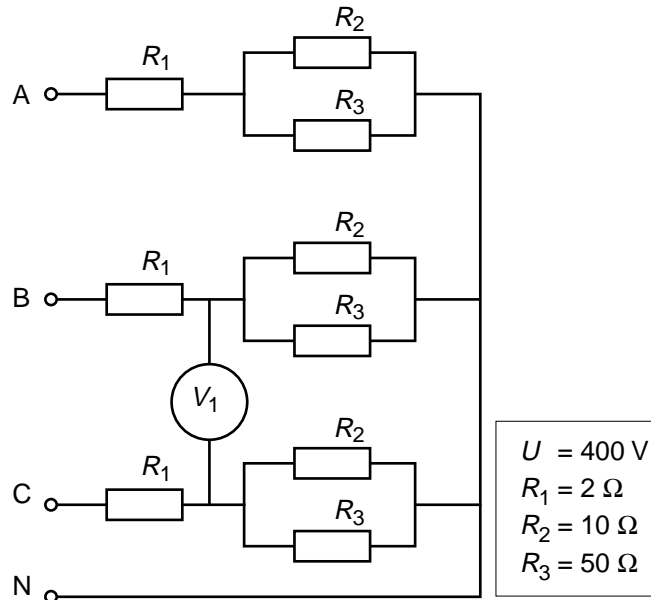 R2
A R1
R3
R2
B R1
R3
V1
R2
C R1
R3
N
U = 400 V
R1 = 2 Ω
R2 = 10 Ω
R3 = 50 Ω